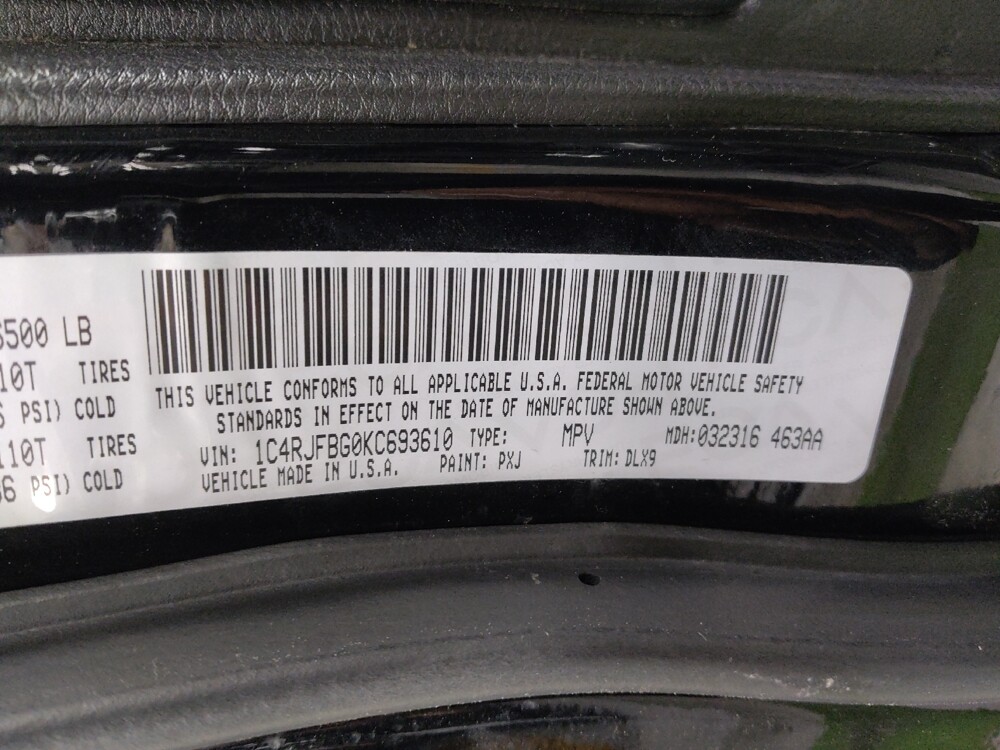 500 LB
10T TIRES
PSI) COLD
110T TIRES
36 PSI) COLD
THIS VEHICLE CONFORMS TO ALL APPLICABLE U.S.A. FEDERAL MOTOR VEHICLE SAFETY
STANDARDS IN EFFECT ON THE DATE OF MANUFACTURE SHOWN ABOVE.
VIN: 1C4RJFBG0KC693610 TYPE: MPV MDH:032316 463AA
VEHICLE MADE IN U.S.A. PAINT: PXJ TRIM: DLX9